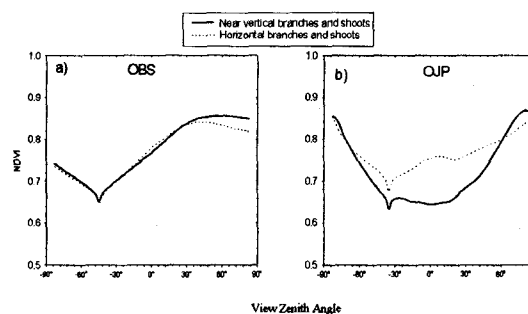 Near vertical branches and shoots
Horizontal branches and shoots
a) OBS
b) OJP
NDVI
1.0
0.9
0.8
0.7
0.6
0.5
-90° -60° -30° 0° 30° 60° 90°
1.0
0.9
0.8
0.7
0.6
0.5
-90° -60° -30° 0° 30° 60°
View Zenith Angle